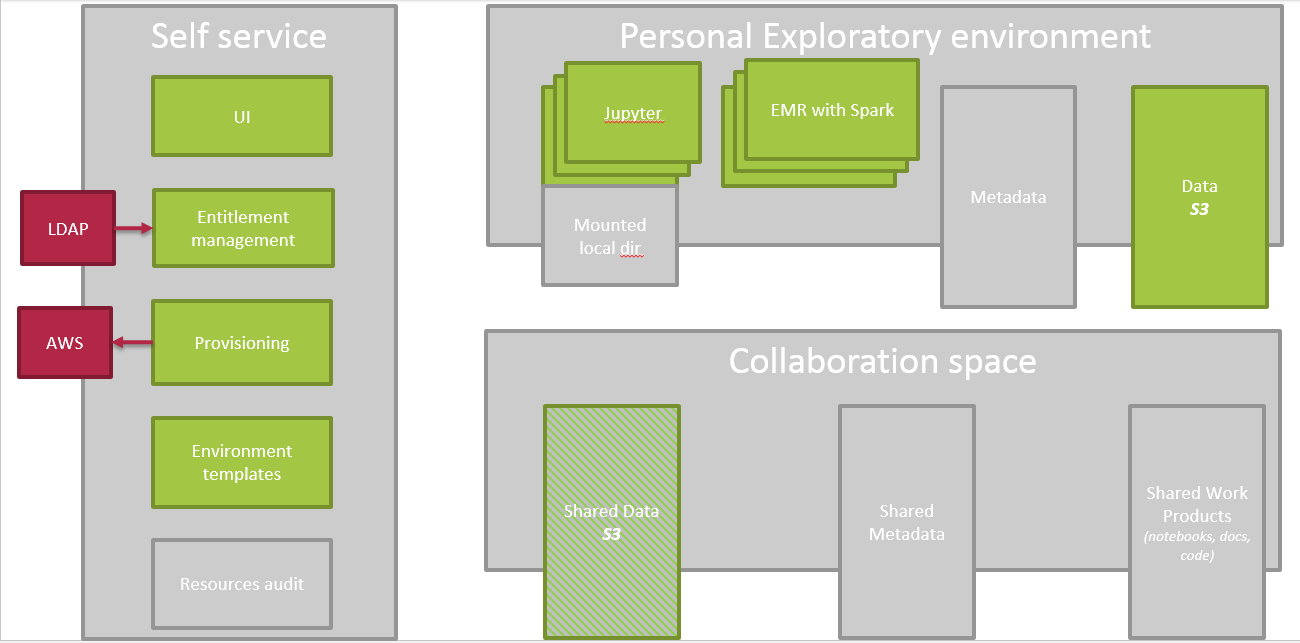 Self service
UI
LDAP
Entitlement
management
AWS
Provisioning
Environment
templates
Resources audit
Personal Exploratory environment
Jupyter
EMR with Spark
Mounted
local dir
Metadata
Data
S3
Collaboration space
Shared Data
S3
Shared
Metadata
Shared Work
Products
(notebooks, docs,
code)